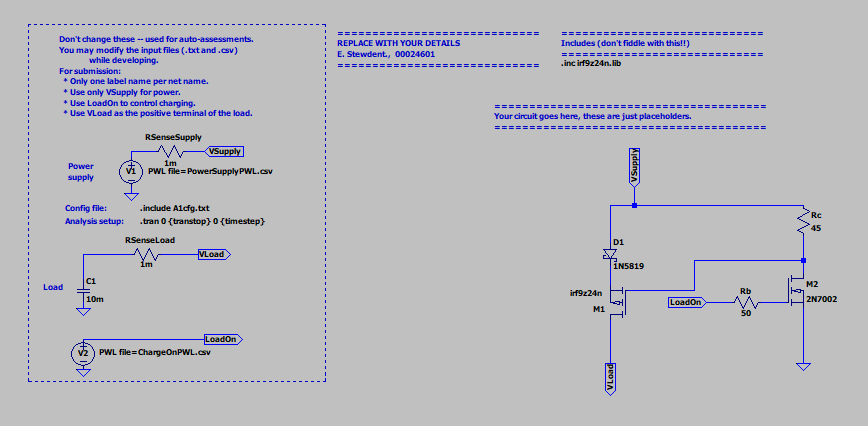 Don't change these -- used for auto-assessments.
You may modify the input files (.txt and .csv)
while developing.
For submission:
* Only one label name per net name.
* Use only VSupply for power.
* Use LoadOn to control charging.
* Use VLoad as the positive terminal of the load.
==============================
REPLACE WITH YOUR DETAILS
E. Stewdent., 00024601
==============================
==============================
Includes (don't fiddle with this!!)
==============================
.inc irf9z24n.lib
========================================
Your circuit goes here, these are just placeholders.
========================================
RSenseSupply
VSupply
1m
Power
supply
V1
PWL file=PowerSupplyPWL.csv
Config file:
.include A1cfg.txt
Analysis setup:
.tran 0 {transtop} 0 {timestep}
RSenseLoad
VLoad
1m
Load
C1
10m
LoadOn
V2
PWL file=ChargeOnPWL.csv
VSupply
Rc
45
D1
1N5819
irf9z24n
M1
LoadOn
Rb
50
M2
2N7002
VLoad